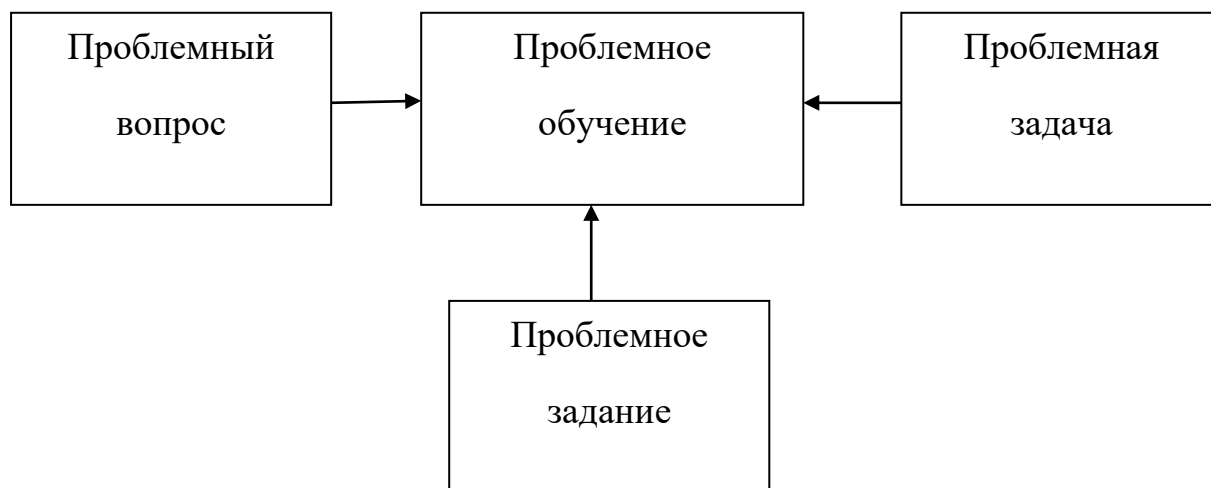 Проблемный
вопрос
Проблемное
обучение
Проблемная
задача
Проблемное
задание